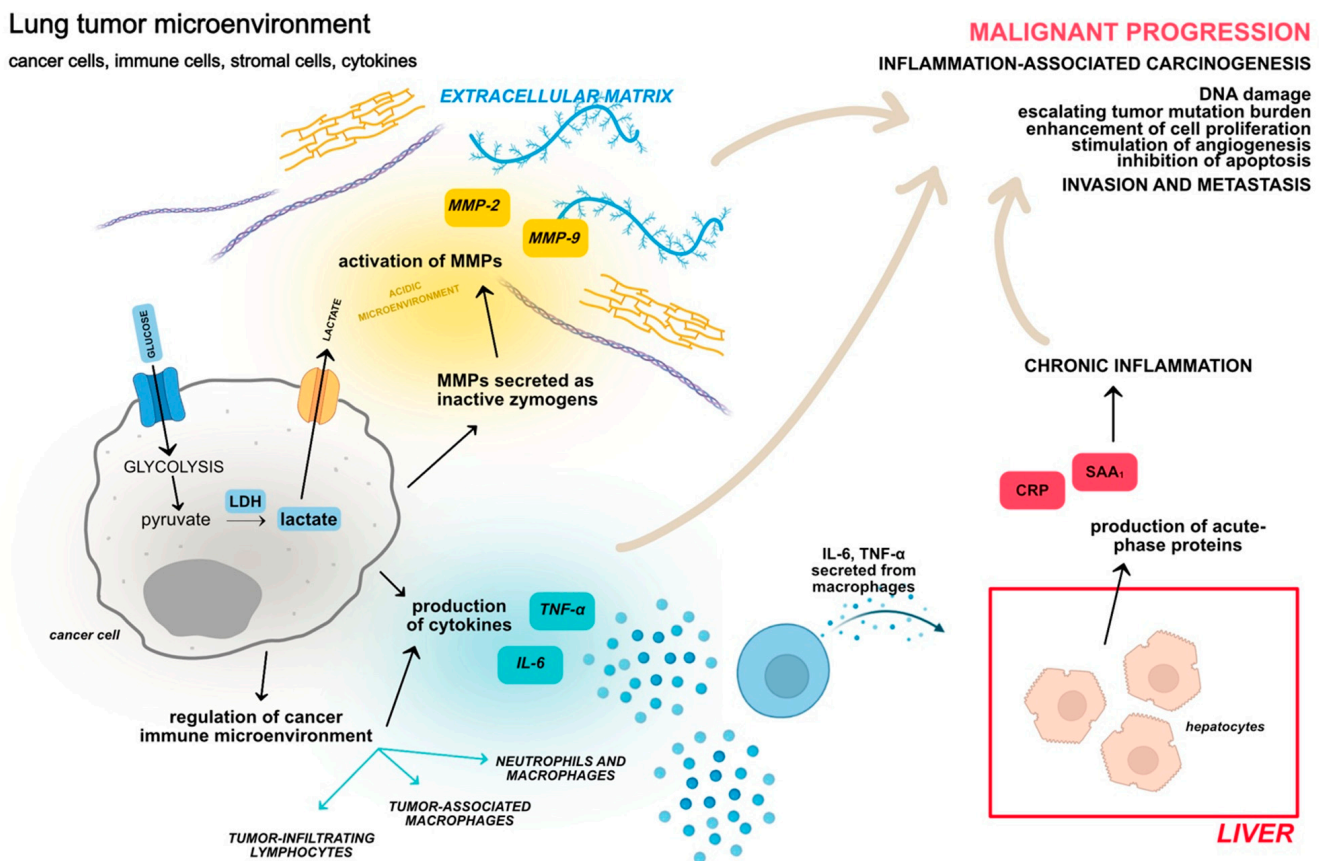 Lung tumor microenvironment
cancer cells, immune cells, stromal cells, cytokines
MALIGNANT PROGRESSION
INFLAMMATION-ASSOCIATED CARCINOGENESIS
DNA damage
escalating tumor mutation burden
enhancement of cell proliferation
stimulation of angiogenesis
inhibition of apoptosis
INVASION AND METASTASIS
EXTRACELLULAR MATRIX
MMP-2
MMP-9
activation of MMPs
ACIDIC
MICROENVIRONMENT
GLUCOSE
LACTATE
MMPs secreted as
inactive zymogens
GLYCOLYSIS
pyruvate
LDH
lactate
cancer cell
CHRONIC INFLAMMATION
CRP
SAA₁
production of acute-
phase proteins
IL-6, TNF-α
secreted from
macrophages
production
of cytokines
TNF-α
IL-6
regulation of cancer
immune microenvironment
NEUTROPHILS AND
MACROPHAGES
TUMOR-ASSOCIATED
MACROPHAGES
TUMOR-INFILTRATING
LYMPHOCYTES
hepatocytes
LIVER